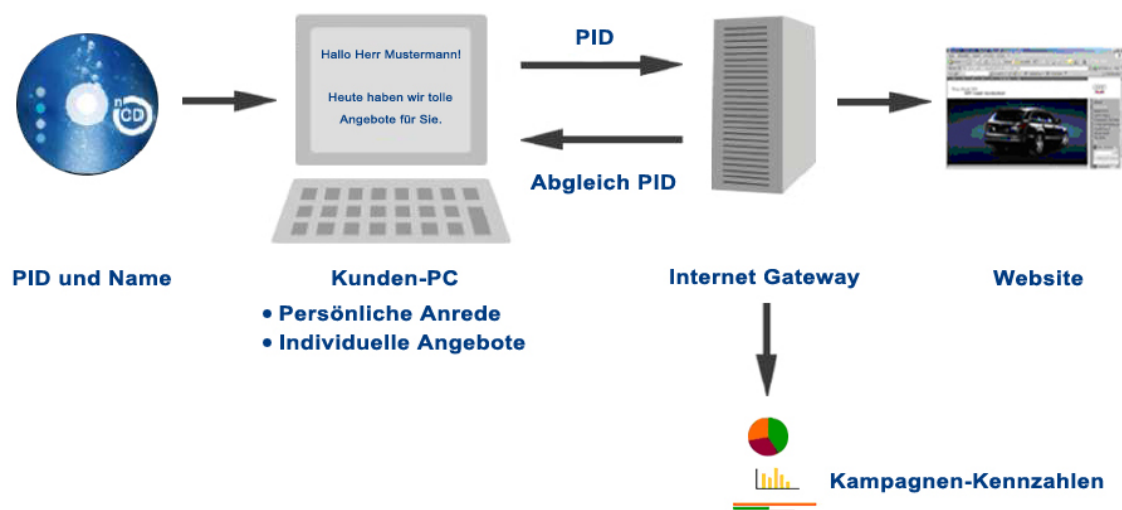 Hallo Herr Mustermann!
Heute haben wir tolle
Angebote für Sie.
PID
Abgleich PID
nCD
PID und Name
Kunden-PC
• Persönliche Anrede
• Individuelle Angebote
Internet Gateway
Website
Kampagnen-Kennzahlen